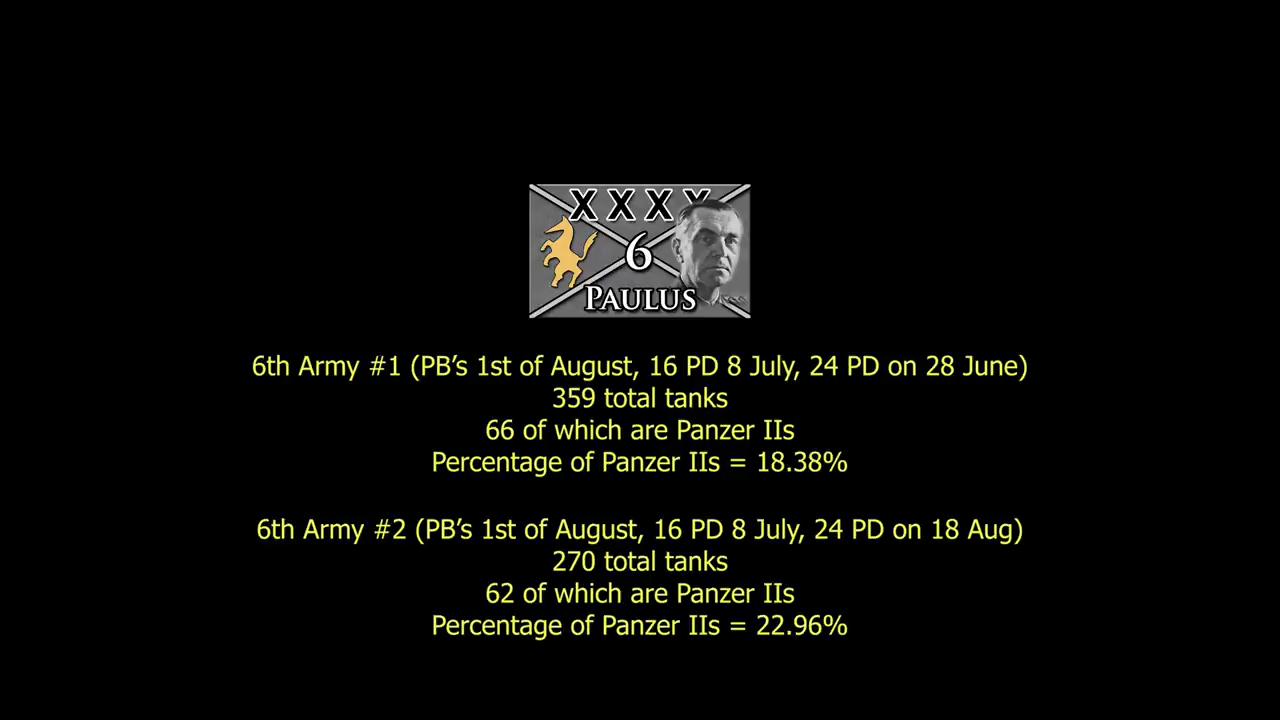 XXXX
6
PAULUS
6th Army #1 (PB’s 1st of August, 16 PD 8 July, 24 PD on 28 June)
359 total tanks
66 of which are Panzer IIs
Percentage of Panzer IIs = 18.38%
6th Army #2 (PB’s 1st of August, 16 PD 8 July, 24 PD on 18 Aug)
270 total tanks
62 of which are Panzer IIs
Percentage of Panzer IIs = 22.96%